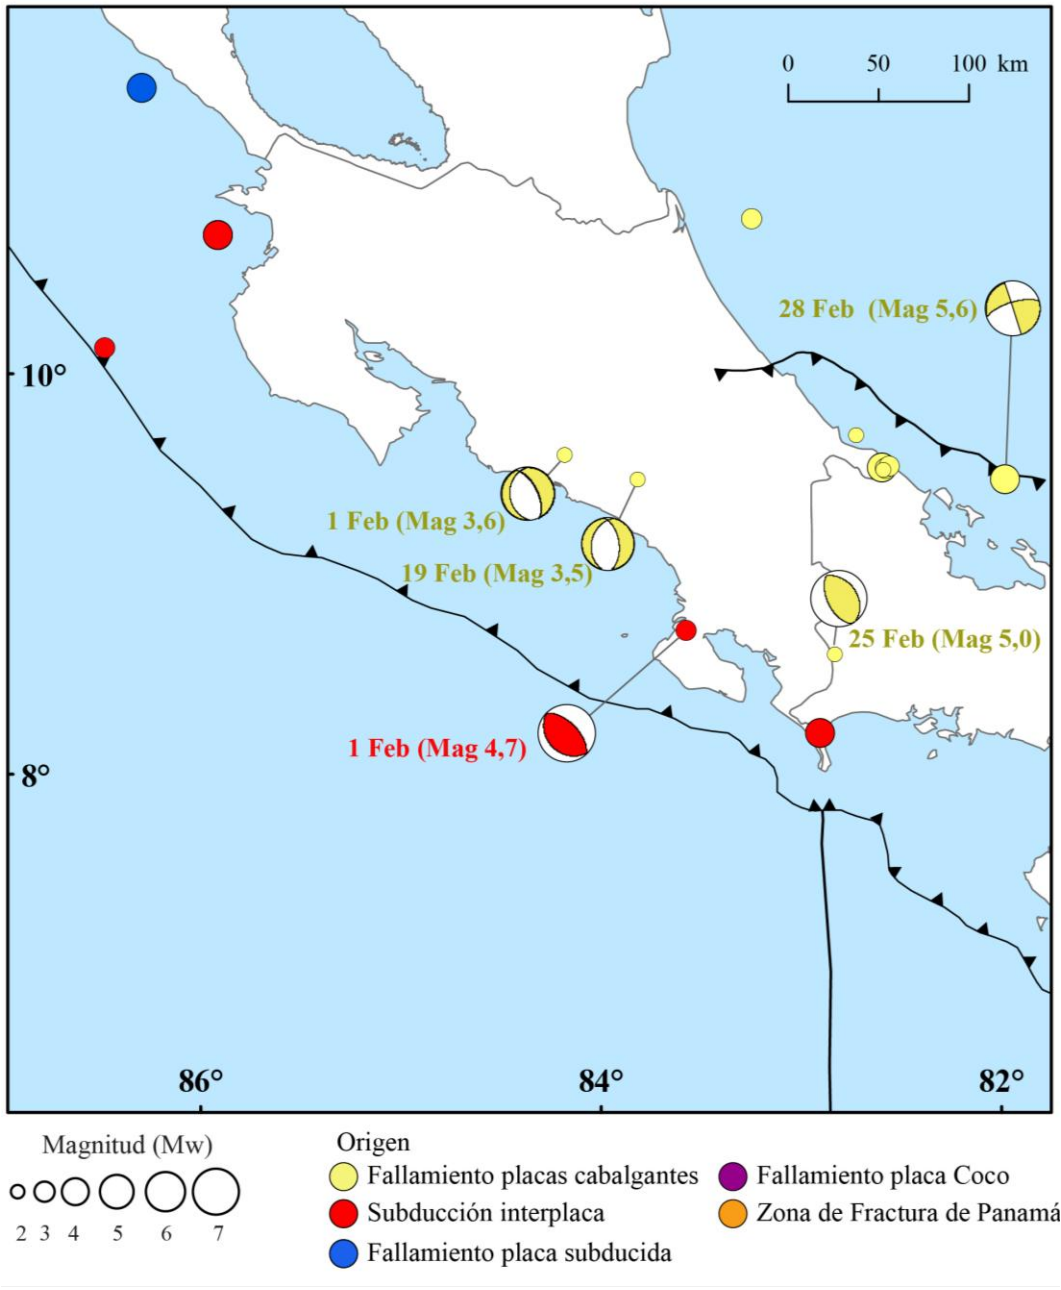 0 50 100 km
28 Feb (Mag 5,6)
10°
1 Feb (Mag 3,6)
19 Feb (Mag 3,5)
25 Feb (Mag 5,0)
1 Feb (Mag 4,7)
8°
86° 84° 82°
Magnitud (Mw)
2 3 4 5 6 7
Origen
Fallamiento placas cabalgantes
Subducción interplaca
Fallamiento placa subducida
Fallamiento placa Coco
Zona de Fractura de Panamá